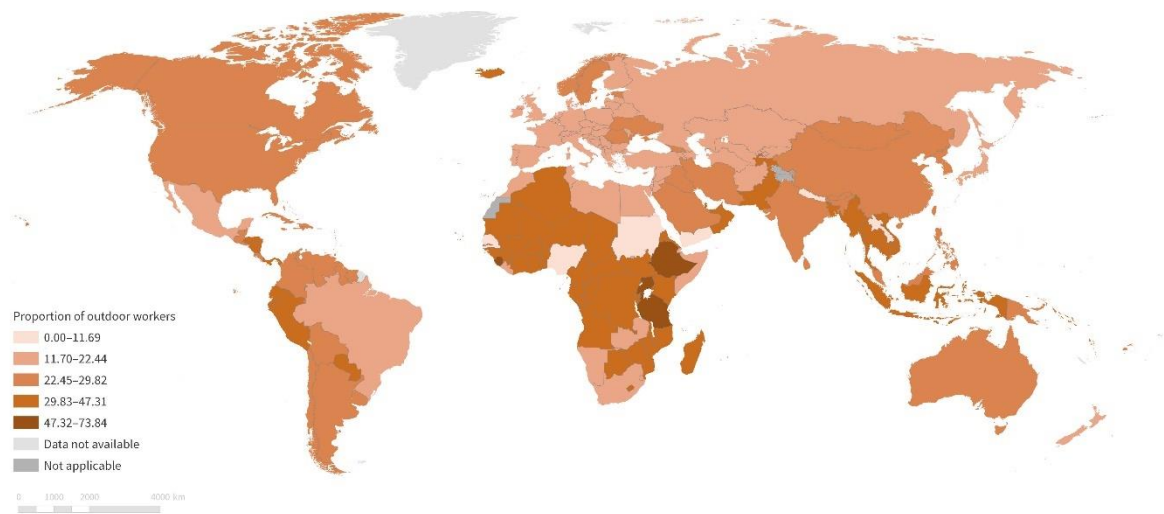 Proportion of outdoor workers
0.00–11.69
11.70–22.44
22.45–29.82
29.83–47.31
47.32–73.84
Data not available
Not applicable
0 1000 2000 4000 km